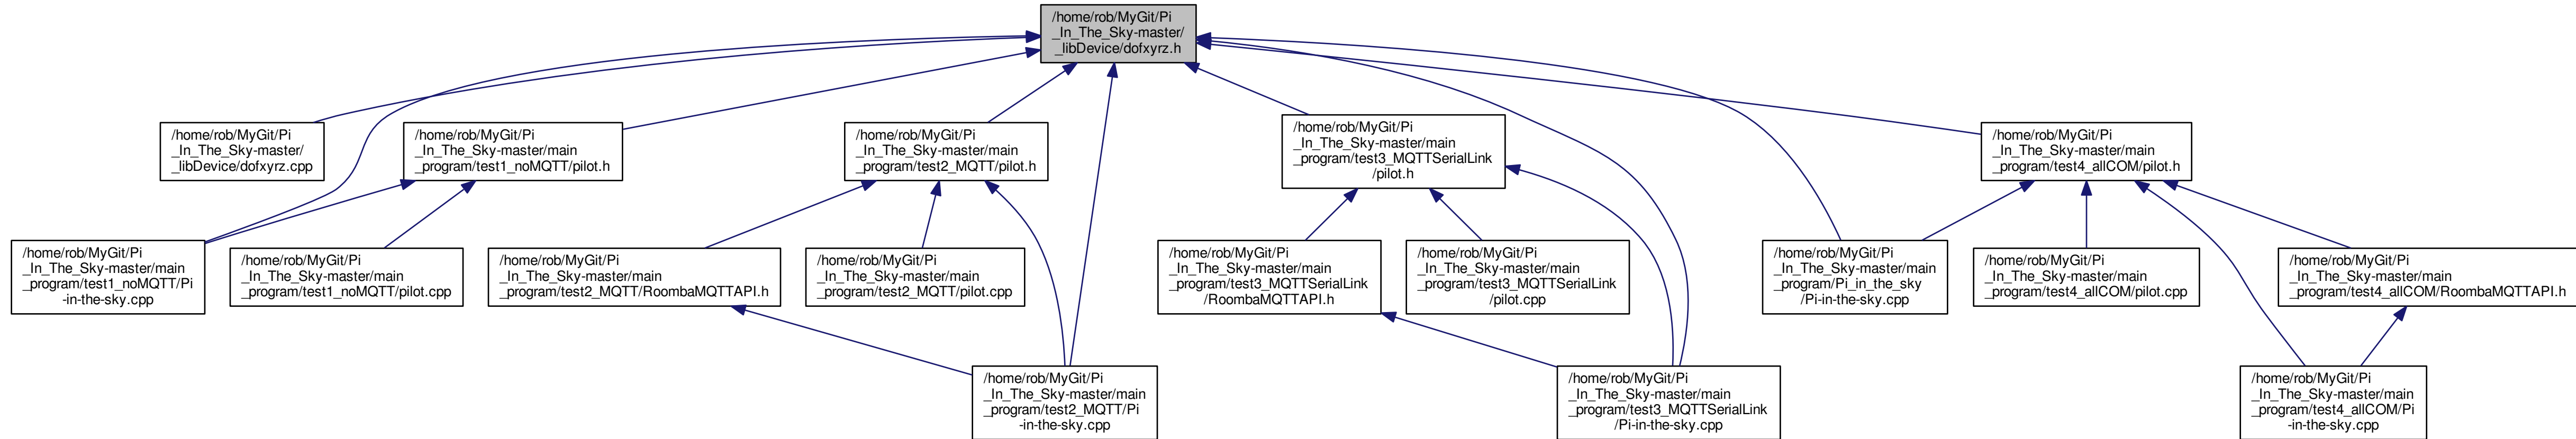 /home/rob/MyGit/Pi
_In_The_Sky-master/
_libDevice/dofxyrz.h
/home/rob/MyGit/Pi
_In_The_Sky-master/
_libDevice/dofxyrz.cpp
/home/rob/MyGit/Pi
_In_The_Sky-master/main
_program/test1_noMQTT/pilot.h
/home/rob/MyGit/Pi
_In_The_Sky-master/main
_program/test2_MQTT/pilot.h
/home/rob/MyGit/Pi
_In_The_Sky-master/main
_program/test3_MQTTSerialLink
/pilot.h
/home/rob/MyGit/Pi
_In_The_Sky-master/main
_program/test4_allCOM/pilot.h
/home/rob/MyGit/Pi
_In_The_Sky-master/main
_program/test1_noMQTT/Pi
-in-the-sky.cpp
/home/rob/MyGit/Pi
_In_The_Sky-master/main
_program/test1_noMQTT/pilot.cpp
/home/rob/MyGit/Pi
_In_The_Sky-master/main
_program/test2_MQTT/RoombaMQTTAPI.h
/home/rob/MyGit/Pi
_In_The_Sky-master/main
_program/test2_MQTT/pilot.cpp
/home/rob/MyGit/Pi
_In_The_Sky-master/main
_program/test3_MQTTSerialLink
/RoombaMQTTAPI.h
/home/rob/MyGit/Pi
_In_The_Sky-master/main
_program/test3_MQTTSerialLink
/pilot.cpp
/home/rob/MyGit/Pi
_In_The_Sky-master/main
_program/Pi_in_the_sky
/Pi-in-the-sky.cpp
/home/rob/MyGit/Pi
_In_The_Sky-master/main
_program/test4_allCOM/pilot.cpp
/home/rob/MyGit/Pi
_In_The_Sky-master/main
_program/test4_allCOM/RoombaMQTTAPI.h
/home/rob/MyGit/Pi
_In_The_Sky-master/main
_program/test2_MQTT/Pi
-in-the-sky.cpp
/home/rob/MyGit/Pi
_In_The_Sky-master/main
_program/test3_MQTTSerialLink
/Pi-in-the-sky.cpp
/home/rob/MyGit/Pi
_In_The_Sky-master/main
_program/test4_allCOM/Pi
-in-the-sky.cpp